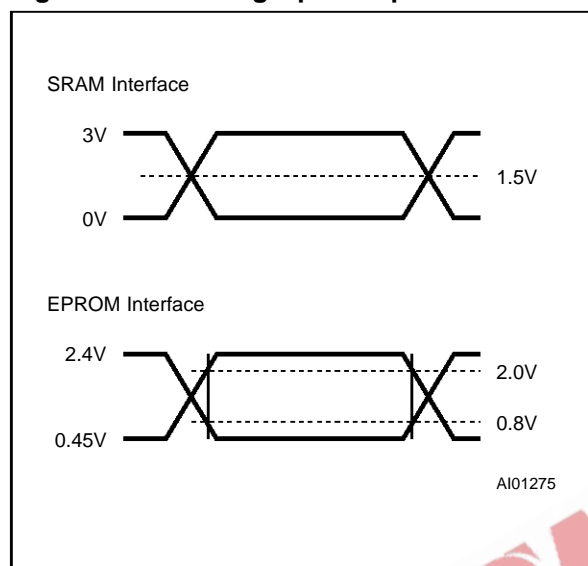 SRAM Interface
3V
1.5V
0V
EPROM Interface
2.4V
2.0V
0.8V
0.45V
AI01275